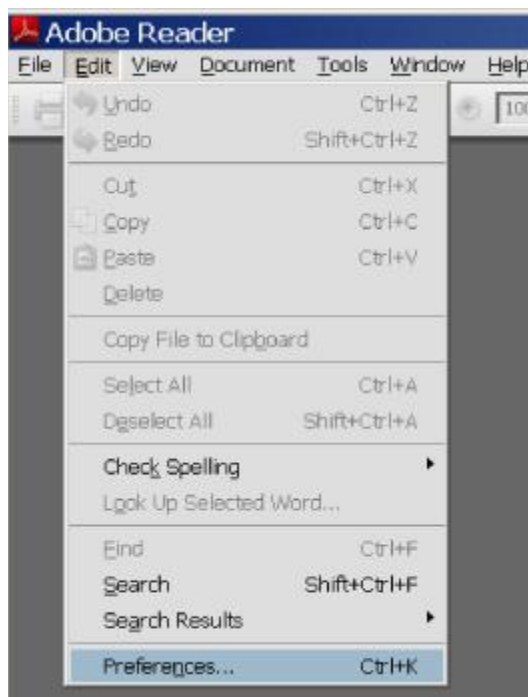 Adobe Reader
File Edit View Document Tools Window Help
Undo Ctrl+Z
Redo Shift+Ctrl+Z
Cut Ctrl+X
Copy Ctrl+C
Paste Ctrl+V
Delete
Copy File to Clipboard
Select All Ctrl+A
Deselect All Shift+Ctrl+A
Check Spelling
Look Up Selected Word...
Find Ctrl+F
Search Shift+Ctrl+F
Search Results
Preferences... Ctrl+K